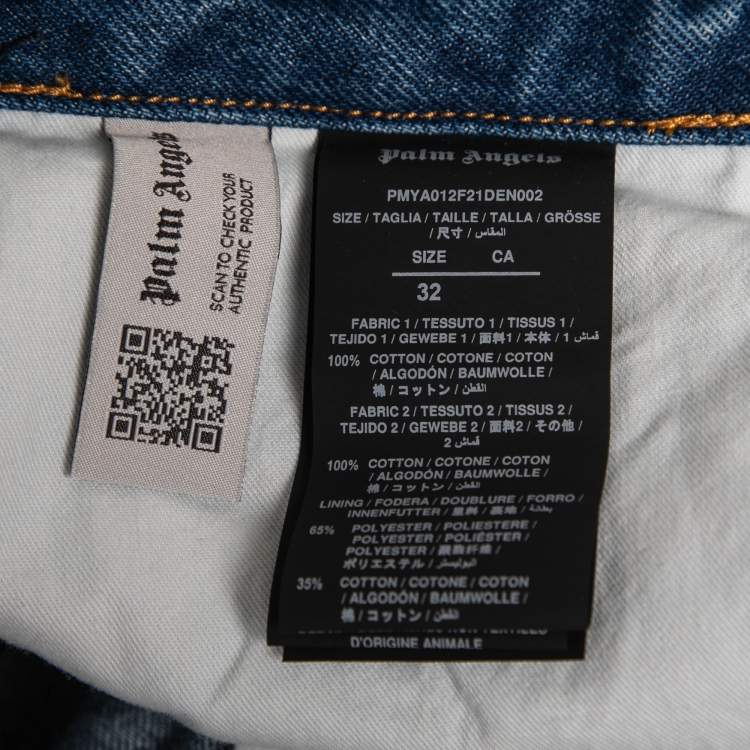 Palm Angels
SCAN TO CHECK YOUR
AUTHENTIC PRODUCT
Palm Angels
PMYA012F21DEN002
SIZE / TAGLIA / TAILLE / TALLA / GRÖSSE
/ 尺寸 / المقاس
SIZE CA
32
FABRIC 1 / TESSUTO 1 / TISSUS 1 /
TEJIDO 1 / GEWEBE 1 / 面料1 / 本体 / قماش 1
100% COTTON / COTONE / COTON
/ ALGODÓN / BAUMWOLLE /
棉 / コットン / القطن
FABRIC 2 / TESSUTO 2 / TISSUS 2 /
TEJIDO 2 / GEWEBE 2 / 面料2 / その他 /
قماش 2
100% COTTON / COTONE / COTON
/ ALGODÓN / BAUMWOLLE /
棉 / コットン / القطن
LINING / FODERA / DOUBLURE / FORRO /
INNENFUTTER / 里料 / 裏地 / بطانة
65% POLYESTER / POLIESTERE /
POLYESTER / POLIÉSTER /
POLYESTER / 聚酯纤维 /
ポリエステル / البوليستر
35% COTTON / COTONE / COTON
/ ALGODÓN / BAUMWOLLE /
棉 / コットン / القطن
D'ORIGINE ANIMALE